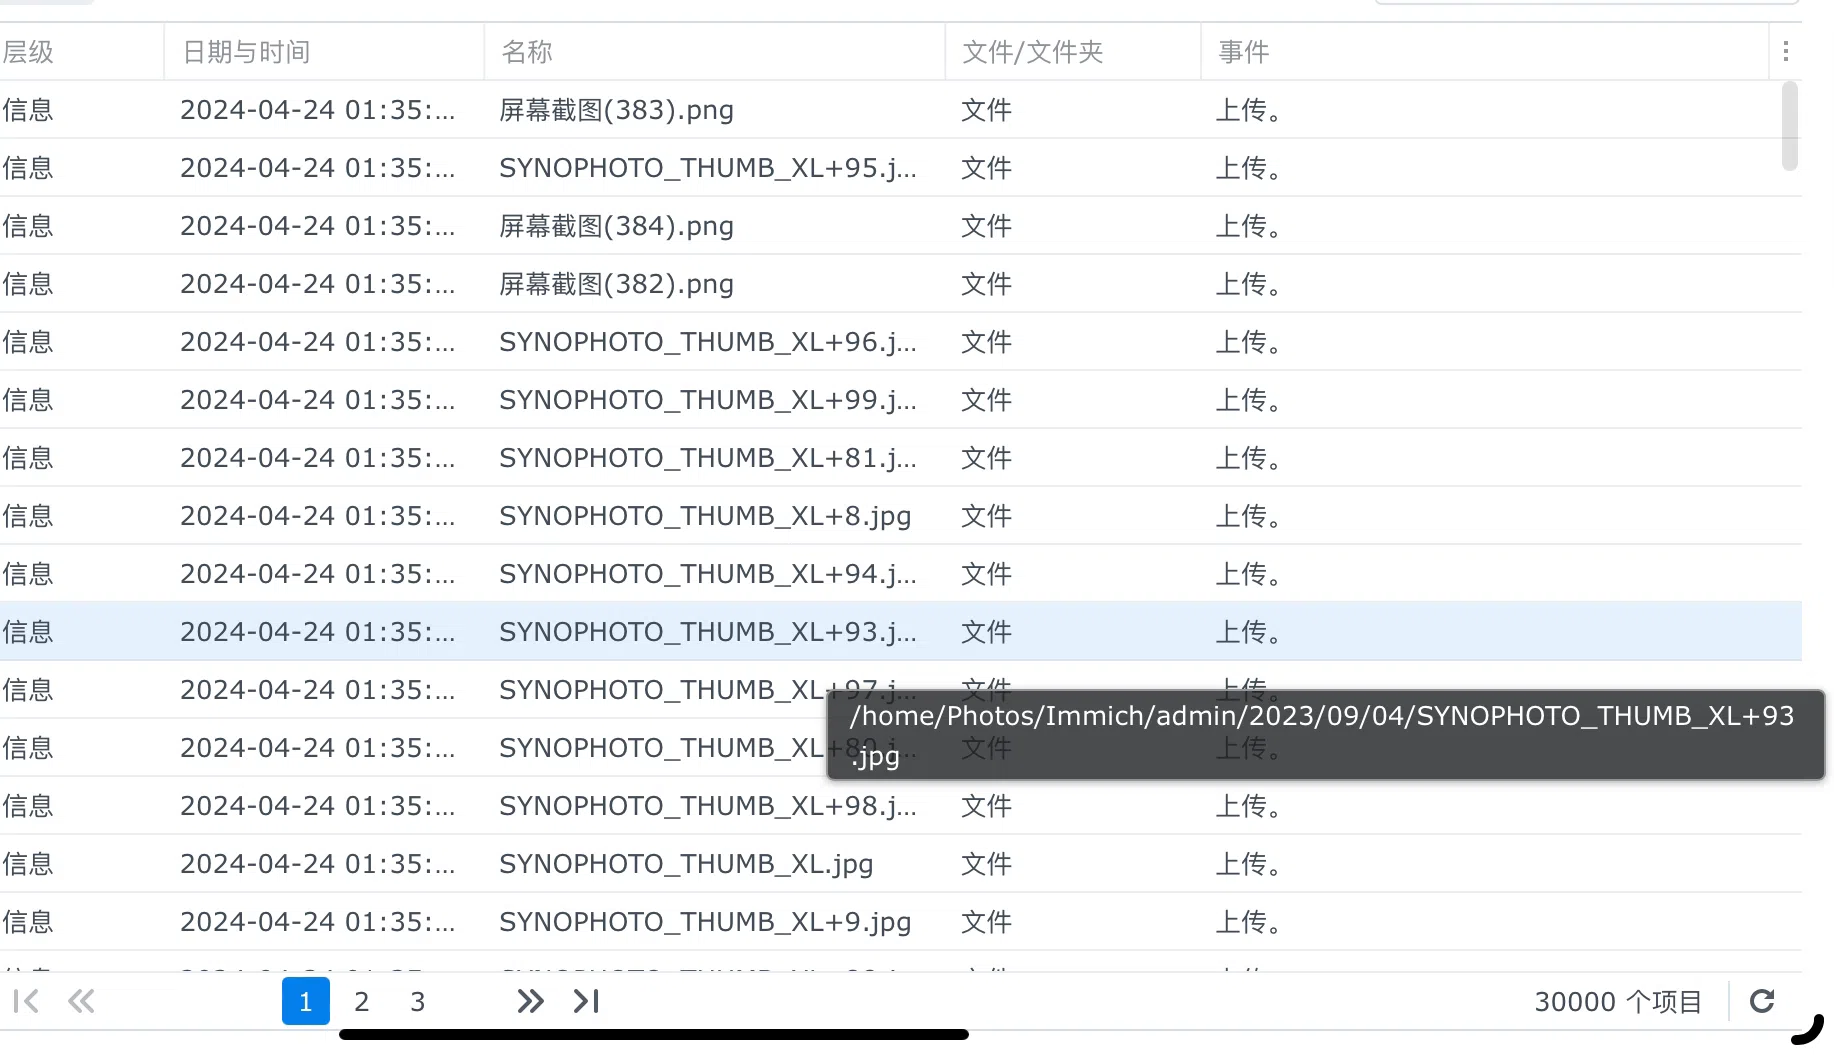 层级 日期与时间 名称 文件/文件夹 事件
信息 2024-04-24 01:35:... 屏幕截图(383).png 文件 上传。
信息 2024-04-24 01:35:... SYNOPHOTO_THUMB_XL+95.j... 文件 上传。
信息 2024-04-24 01:35:... 屏幕截图(384).png 文件 上传。
信息 2024-04-24 01:35:... 屏幕截图(382).png 文件 上传。
信息 2024-04-24 01:35:... SYNOPHOTO_THUMB_XL+96.j... 文件 上传。
信息 2024-04-24 01:35:... SYNOPHOTO_THUMB_XL+99.j... 文件 上传。
信息 2024-04-24 01:35:... SYNOPHOTO_THUMB_XL+81.j... 文件 上传。
信息 2024-04-24 01:35:... SYNOPHOTO_THUMB_XL+8.jpg 文件 上传。
信息 2024-04-24 01:35:... SYNOPHOTO_THUMB_XL+94.j... 文件 上传。
信息 2024-04-24 01:35:... SYNOPHOTO_THUMB_XL+93.j... 文件 上传。
信息 2024-04-24 01:35:... SYNOPHOTO_THUMB_XL+97.j... 文件 上传。
/home/Photos/Immich/admin/2023/09/04/SYNOPHOTO_THUMB_XL+93
.jpg
信息 2024-04-24 01:35:... SYNOPHOTO_THUMB_XL+80.j... 文件 上传。
信息 2024-04-24 01:35:... SYNOPHOTO_THUMB_XL+98.j... 文件 上传。
信息 2024-04-24 01:35:... SYNOPHOTO_THUMB_XL.jpg 文件 上传。
信息 2024-04-24 01:35:... SYNOPHOTO_THUMB_XL+9.jpg 文件 上传。
1 2 3 30000 个项目